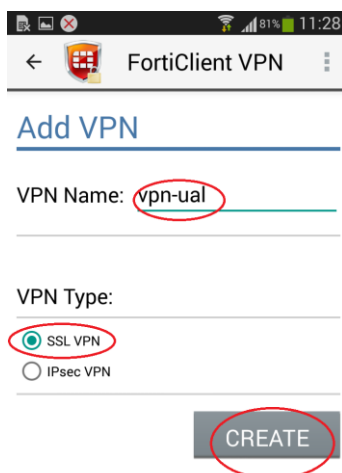 81% 11:28
FortiClient VPN
Add VPN
VPN Name: vpn-ual
VPN Type:
SSL VPN
IPsec VPN
CREATE